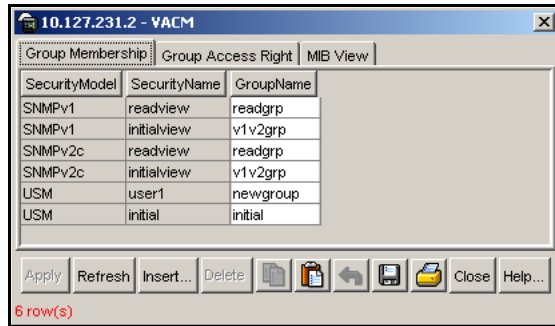 10.127.231.2 - VACM
Group Membership Group Access Right MIB View
SecurityModel SecurityName GroupName
SNMPv1 readview readgrp
SNMPv1 initialview v1v2grp
SNMPv2c readview readgrp
SNMPv2c initialview v1v2grp
USM user1 newgroup
USM initial initial
Apply Refresh Insert... Delete Close Help...
6 row(s)